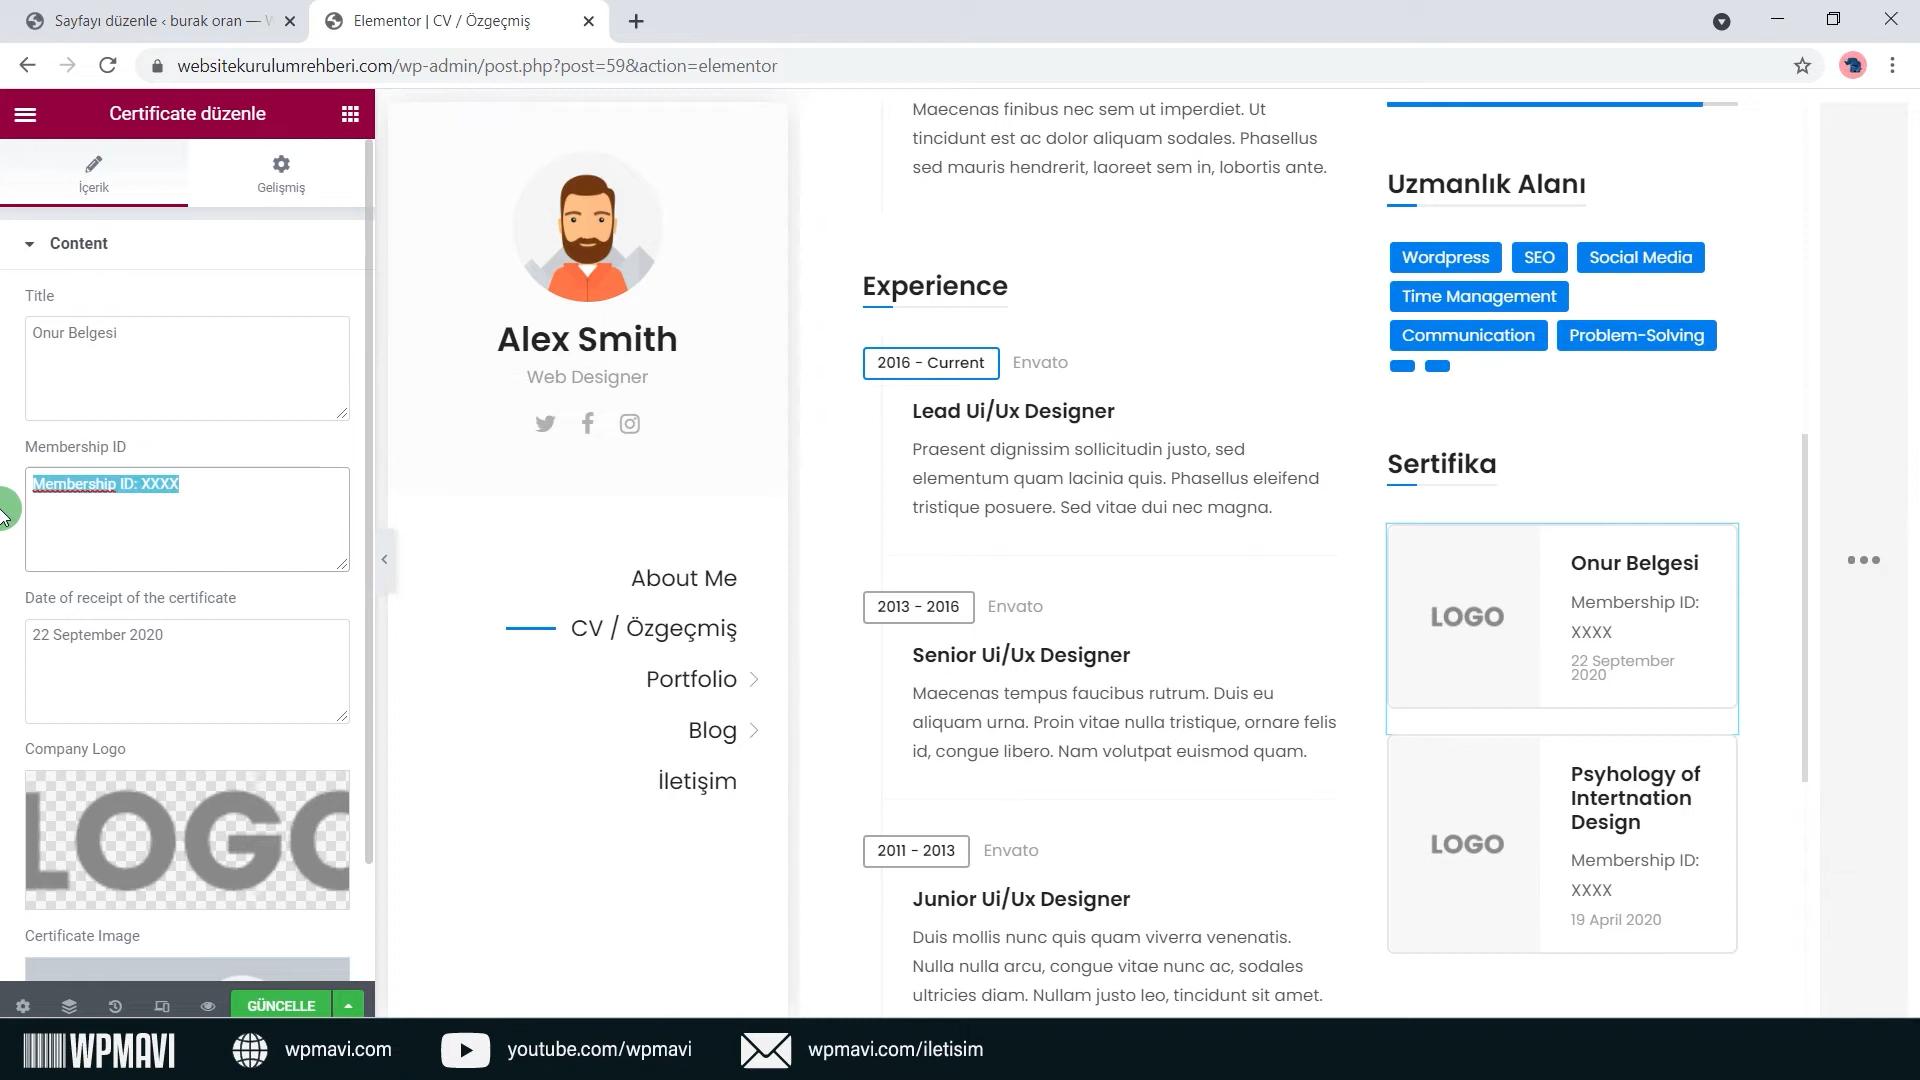 Sayfayı düzenle ‹ burak oran —
Elementor | CV / Özgeçmiş
websitekurulumrehberi.com/wp-admin/post.php?post=59&action=elementor
Certificate düzenle
İçerik
Gelişmiş
Content
Title
Onur Belgesi
Membership ID
Membership ID: XXXX
Date of receipt of the certificate
22 September 2020
Company Logo
LOGO
Certificate Image
GÜNCELLE
Alex Smith
Web Designer
About Me
CV / Özgeçmiş
Portfolio
Blog
İletişim
Maecenas finibus nec sem ut imperdiet. Ut
tincidunt est ac dolor aliquam sodales. Phasellus
sed mauris hendrerit, laoreet sem in, lobortis ante.
Experience
2016 - Current Envato
Lead Ui/Ux Designer
Praesent dignissim sollicitudin justo, sed
elementum quam lacinia quis. Phasellus eleifend
tristique posuere. Sed vitae dui nec magna.
2013 - 2016 Envato
Senior Ui/Ux Designer
Maecenas tempus faucibus rutrum. Duis eu
aliquam urna. Proin vitae nulla tristique, ornare felis
id, congue libero. Nam volutpat euismod quam.
2011 - 2013 Envato
Junior Ui/Ux Designer
Duis mollis nunc quis quam viverra venenatis.
Nulla nulla arcu, congue vitae nunc ac, sodales
ultricies diam. Nullam justo leo, tincidunt sit amet.
Uzmanlık Alanı
Wordpress SEO Social Media
Time Management
Communication Problem-Solving
Sertifika
LOGO
Onur Belgesi
Membership ID:
XXXX
22 September
2020
LOGO
Psyhology of
Intertnation
Design
Membership ID:
XXXX
19 April 2020
WPMAVI
wpmavi.com
youtube.com/wpmavi
wpmavi.com/iletisim